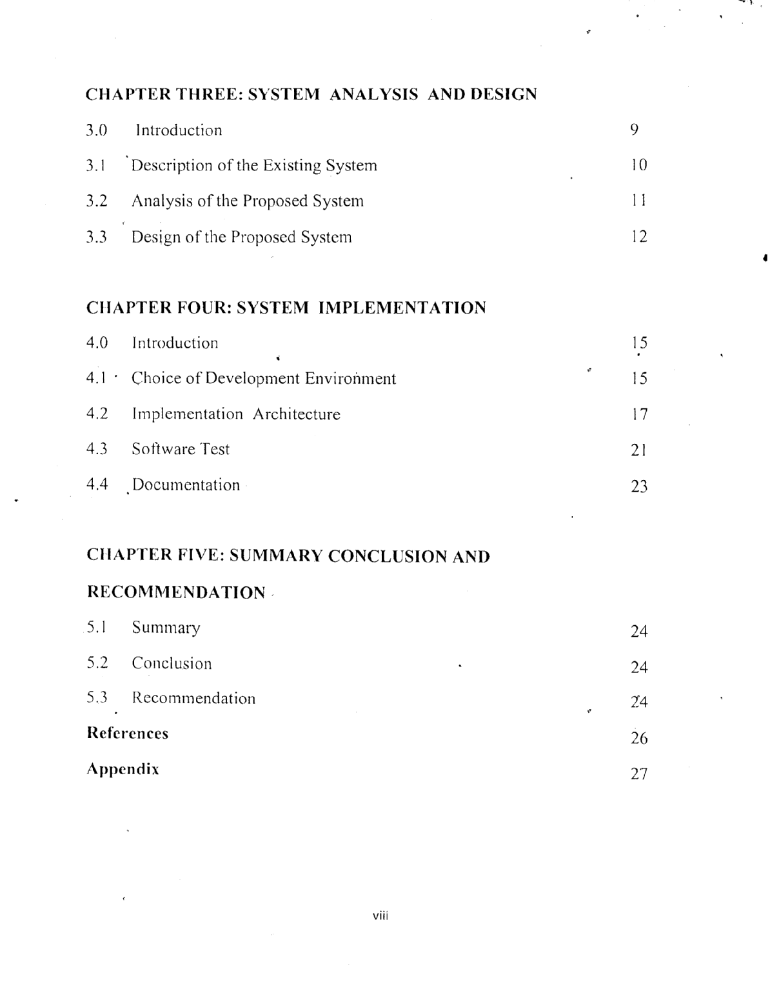 CHAPTER THREE: SYSTEM ANALYSIS AND DESIGN
3.0 Introduction 9
3.1 Description of the Existing System 10
3.2 Analysis of the Proposed System 11
3.3 Design of the Proposed System 12
CHAPTER FOUR: SYSTEM IMPLEMENTATION
4.0 Introduction 15
4.1 Choice of Development Environment 15
4.2 Implementation Architecture 17
4.3 Software Test 21
4.4 Documentation 23
CHAPTER FIVE: SUMMARY CONCLUSION AND
RECOMMENDATION
5.1 Summary 24
5.2 Conclusion 24
5.3 Recommendation 24
References 26
Appendix 27
viii